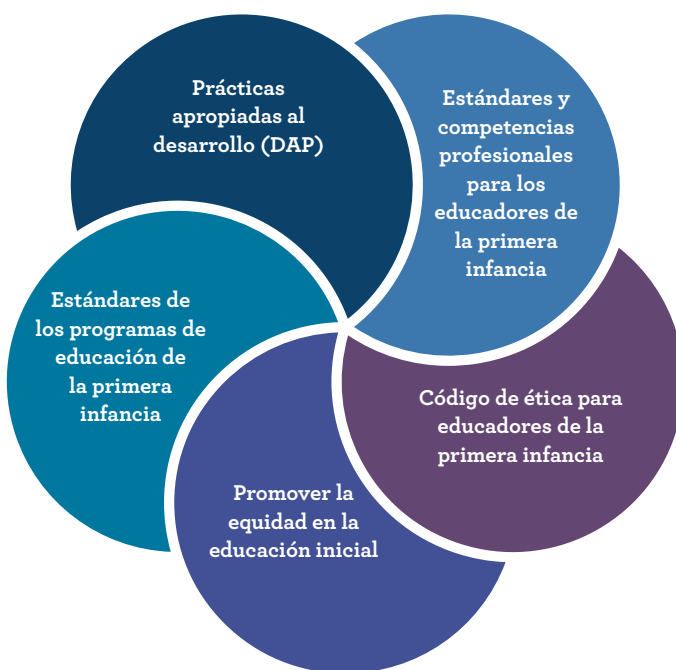 Prácticas
apropiadas al
desarrollo (DAP)
Estándares y
competencias
profesionales
para los
educadores de
la primera
infancia
Estándares de
los programas de
educación de
la primera
infancia
Código de ética para
educadores de la
primera infancia
Promover la
equidad en la
educación inicial